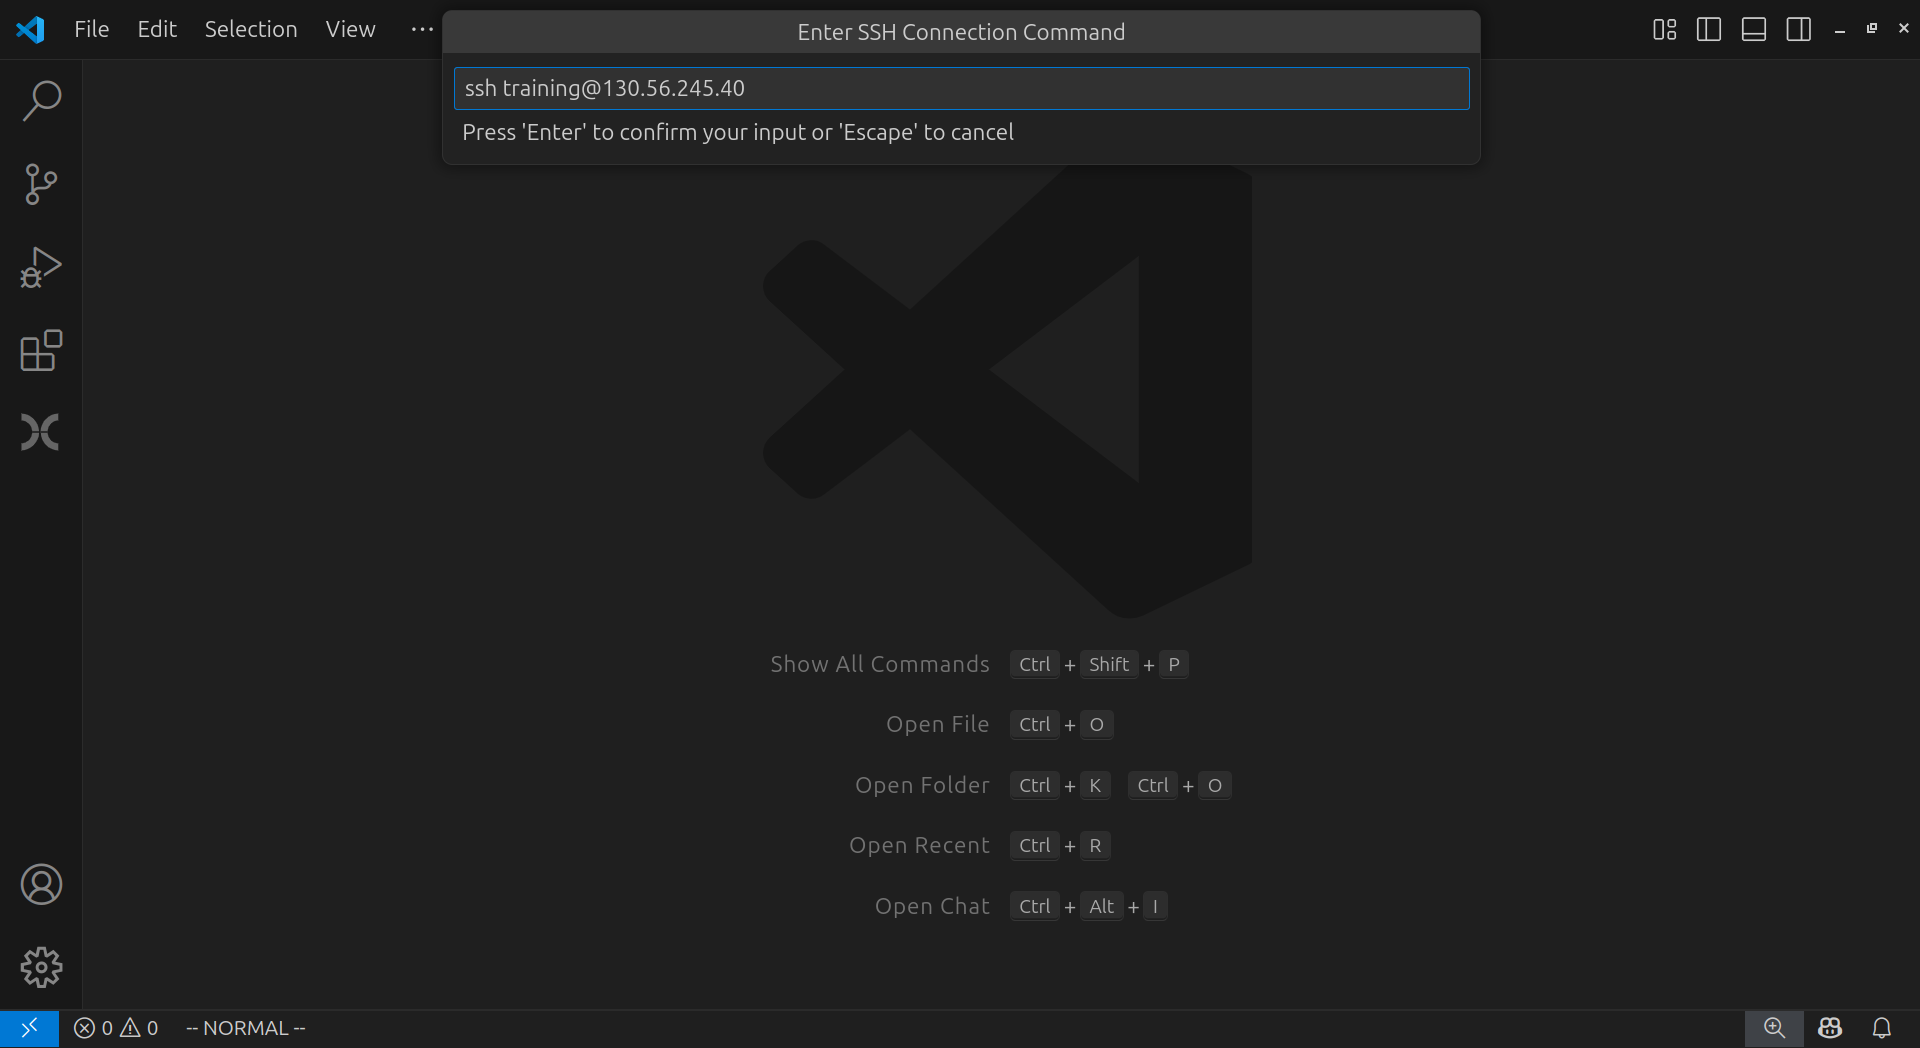 File Edit Selection View ···
Enter SSH Connection Command
ssh training@130.56.245.40
Press 'Enter' to confirm your input or 'Escape' to cancel
Show All Commands Ctrl + Shift + P
Open File Ctrl + O
Open Folder Ctrl + K Ctrl + O
Open Recent Ctrl + R
Open Chat Ctrl + Alt + I
0 0 -- NORMAL --